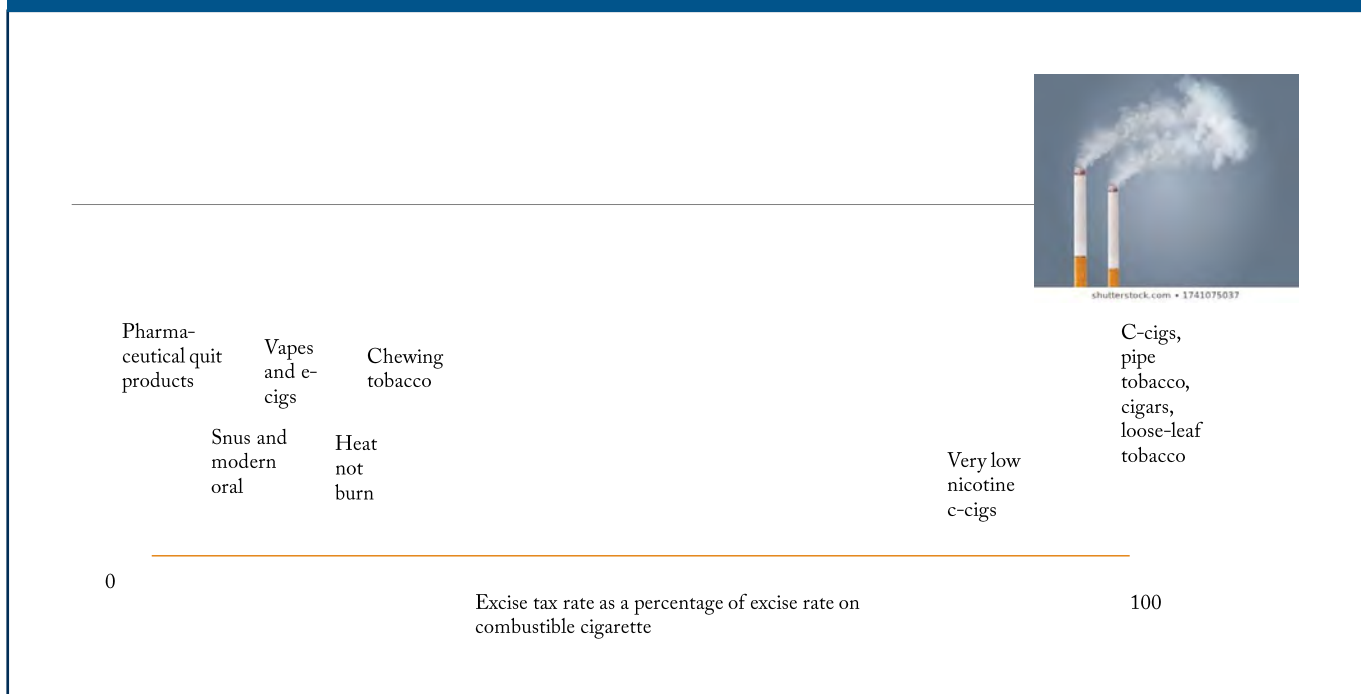 shutterstock.com • 1741075037
Pharma-
ceutical quit
products
Vapes
and e-
cigs
Chewing
tobacco
C-cigs,
pipe
tobacco,
cigars,
loose-leaf
tobacco
Snus and
modern
oral
Heat
not
burn
Very low
nicotine
c-cigs
0
Excise tax rate as a percentage of excise rate on
combustible cigarette
100